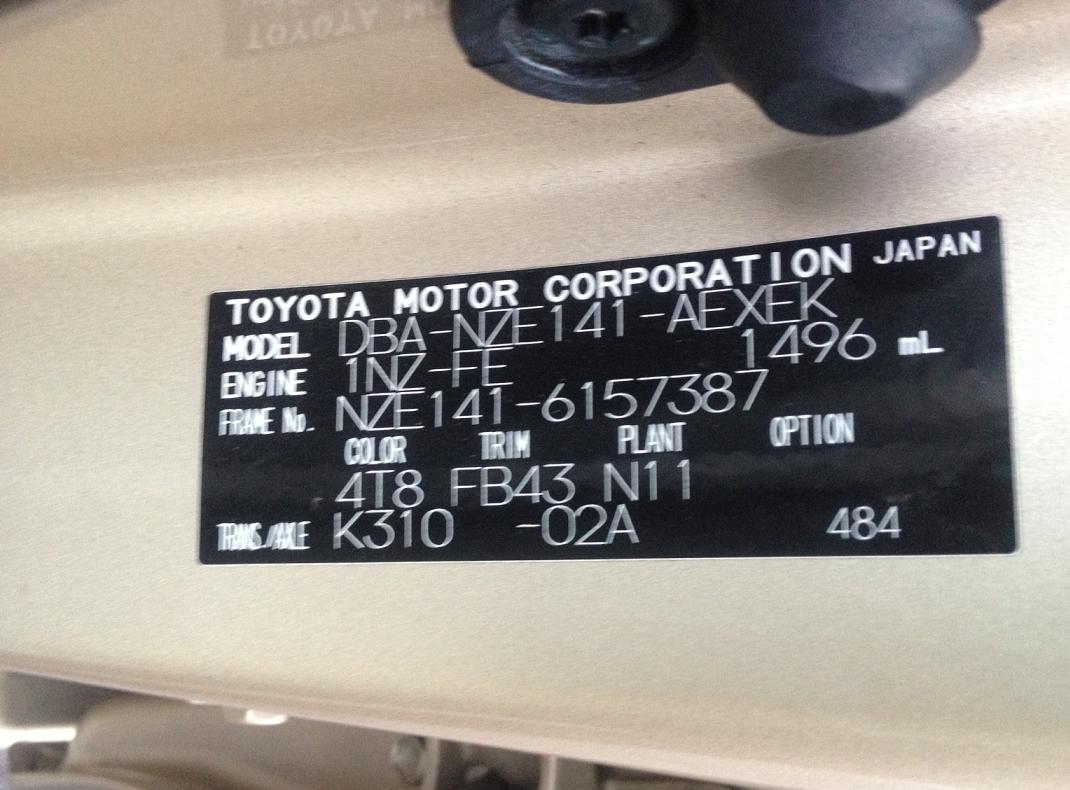 TOYOTA MOTOR CORPORATION JAPAN
MODEL DBA-NZE141-AEXEK
ENGINE 1NZ-FE 1496 mL
FRAME No. NZE141-6157387
COLOR TRIM PLANT OPTION
4T8 FB43 N11
TRANS./AXLE K310 -02A 484